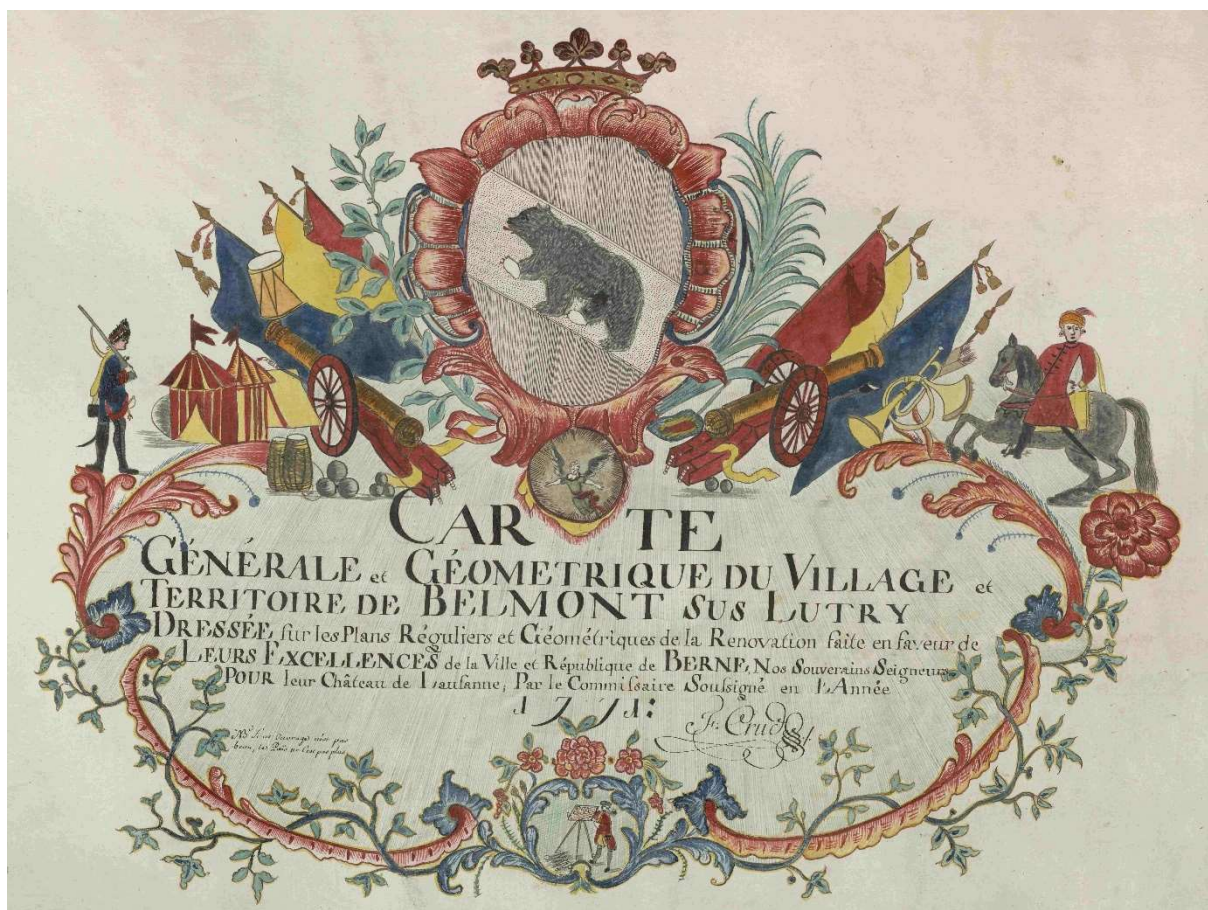 CARTE
GÉNÉRALE et GÉOMETRIQUE DU VILLAGE et
TERRITOIRE DE BELMONT SUS LUTRY
DRESSÉE, sur les Plans Réguliers et Géométriques de la Renovation faite en faveur de
LEURS EXCELLENCES de la Ville et République de BERNE, Nos Souverains Seigneurs
POUR leur Château de Lausanne, Par le Commissaire Soussigné en L'Année
1771:
F. Crud